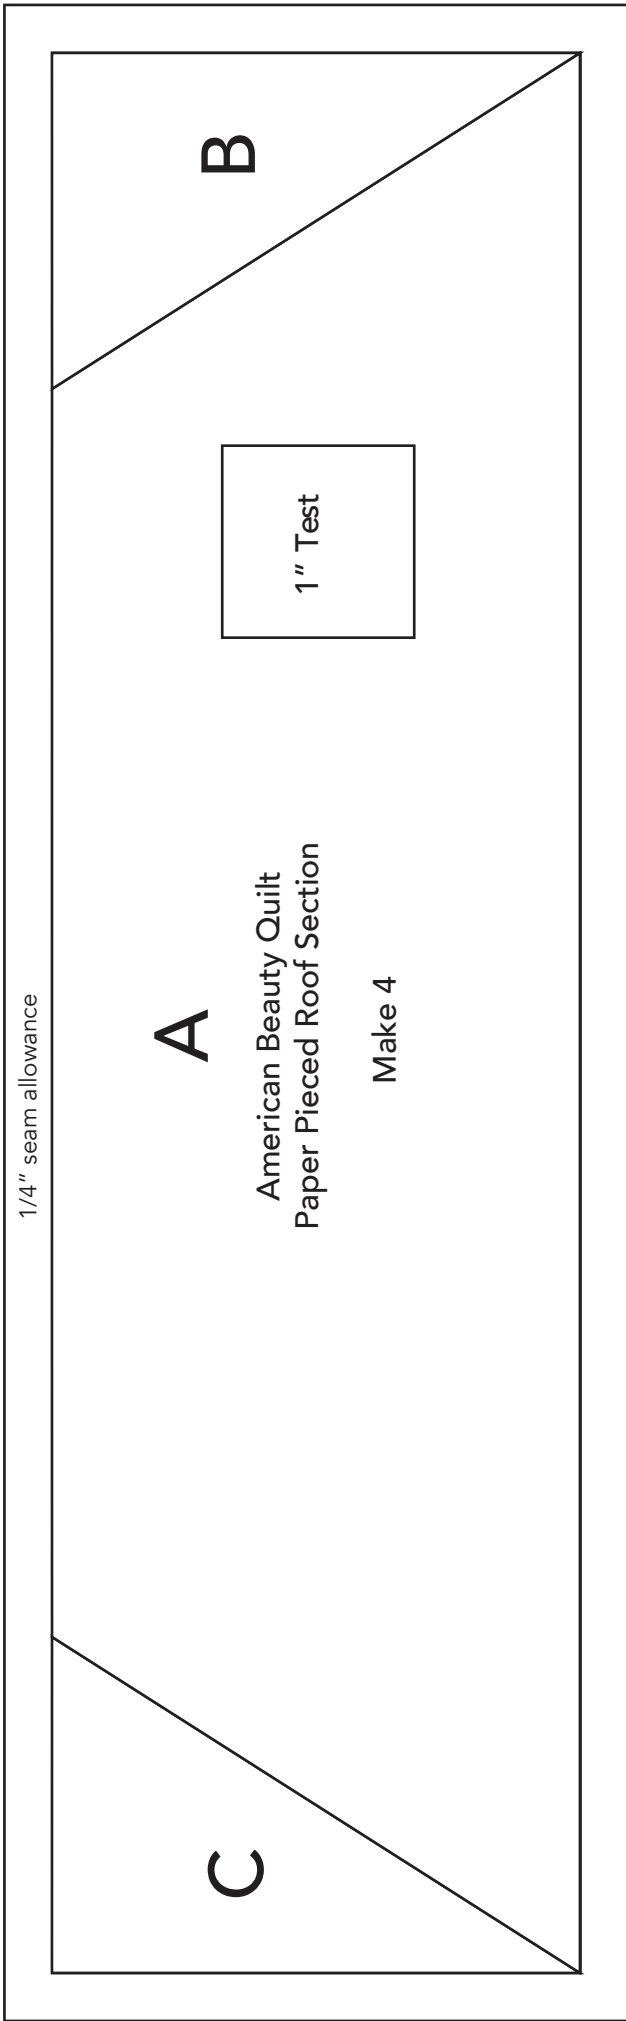 1/4” seam allowance
C
A
B
American Beauty Quilt
Paper Pieced Roof Section
Make 4
1” Test